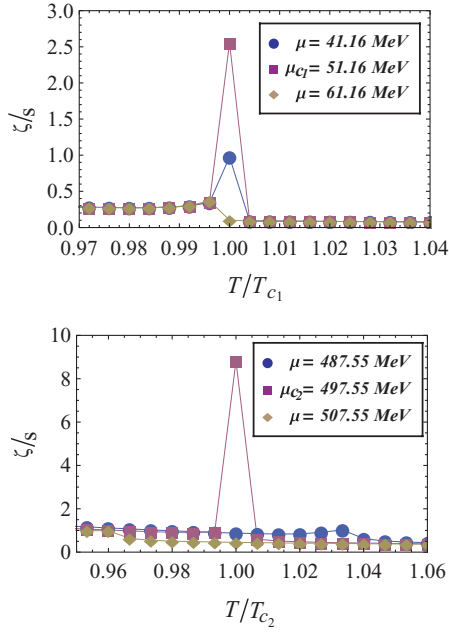 3.0
2.5
2.0
1.5
1.0
0.5
0.0
ζ/s
μ = 41.16 MeV
μc1 = 51.16 MeV
μ = 61.16 MeV
0.97 0.98 0.99 1.00 1.01 1.02 1.03 1.04
T/Tc1
10
8
6
4
2
0
ζ/s
μ = 487.55 MeV
μc2 = 497.55 MeV
μ = 507.55 MeV
0.96 0.98 1.00 1.02 1.04 1.06
T/Tc2